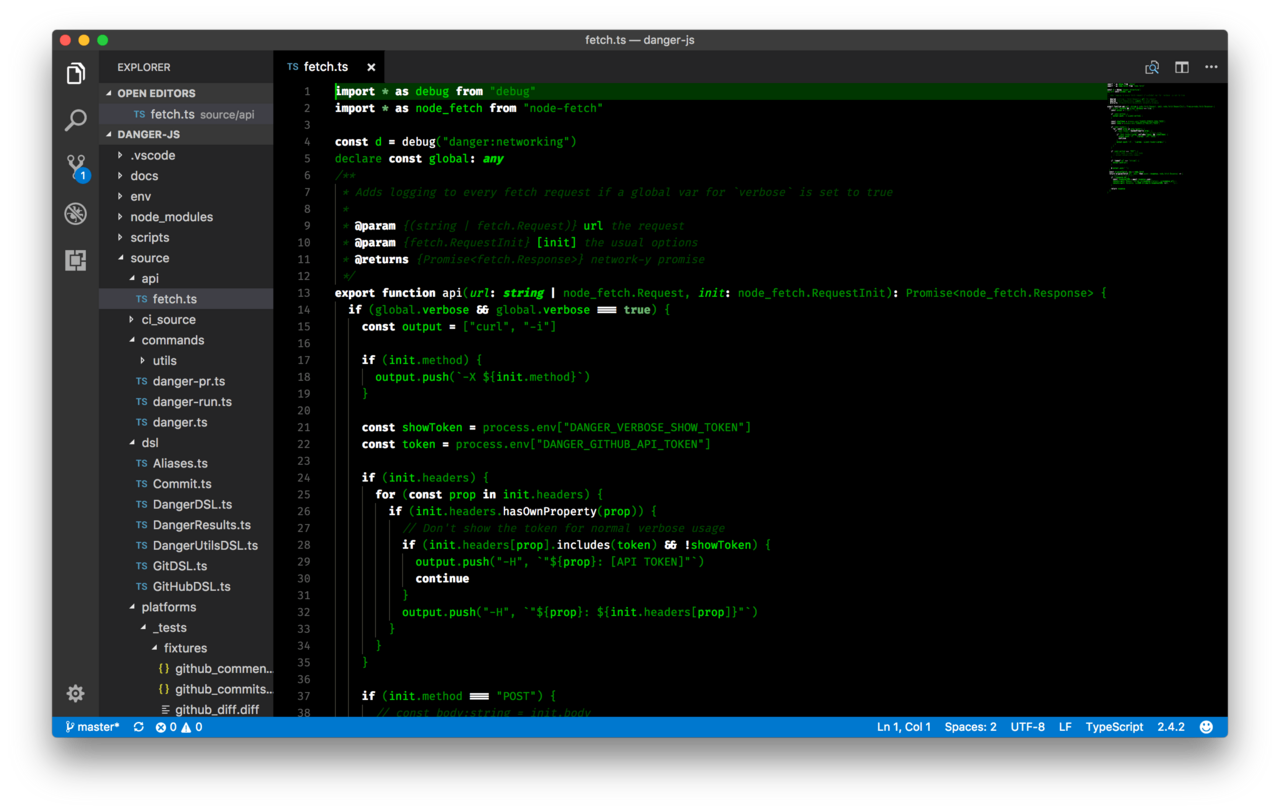 fetch.ts — danger-js
EXPLORER
OPEN EDITORS
TS fetch.ts source/api
DANGER-JS
.vscode
docs
env
node_modules
scripts
source
api
TS fetch.ts
ci_source
commands
utils
TS danger-pr.ts
TS danger-run.ts
TS danger.ts
dsl
TS Aliases.ts
TS Commit.ts
TS DangerDSL.ts
TS DangerResults.ts
TS DangerUtilsDSL.ts
TS GitDSL.ts
TS GitHubDSL.ts
platforms
_tests
fixtures
{} github_commen...
{} github_commits...
github_diff.diff
1
TS fetch.ts ×
1 import * as debug from "debug"
2 import * as node_fetch from "node-fetch"
3
4 const d = debug("danger:networking")
5 declare const global: any
6 /**
7 * Adds logging to every fetch request if a global var for `verbose` is set to true
8 *
9 * @param {(string | fetch.Request)} url the request
10 * @param {fetch.RequestInit} [init] the usual options
11 * @returns {Promise<fetch.Response>} network-y promise
12 */
13 export function api(url: string | node_fetch.Request, init: node_fetch.RequestInit): Promise<node_fetch.Response> {
14 if (global.verbose && global.verbose === true) {
15 const output = ["curl", "-i"]
16
17 if (init.method) {
18 output.push(`-X ${init.method}`)
19 }
20
21 const showToken = process.env["DANGER_VERBOSE_SHOW_TOKEN"]
22 const token = process.env["DANGER_GITHUB_API_TOKEN"]
23
24 if (init.headers) {
25 for (const prop in init.headers) {
26 if (init.headers.hasOwnProperty(prop)) {
27 // Don't show the token for normal verbose usage
28 if (init.headers[prop].includes(token) && !showToken) {
29 output.push("-H", `"${prop}: [API TOKEN]"`)
30 continue
31 }
32 output.push("-H", `"${prop}: ${init.headers[prop]}"`)
33 }
34 }
35 }
36
37 if (init.method === "POST") {
38 // const body:string = init.body
master* 0 0 Ln 1, Col 1 Spaces: 2 UTF-8 LF TypeScript 2.4.2